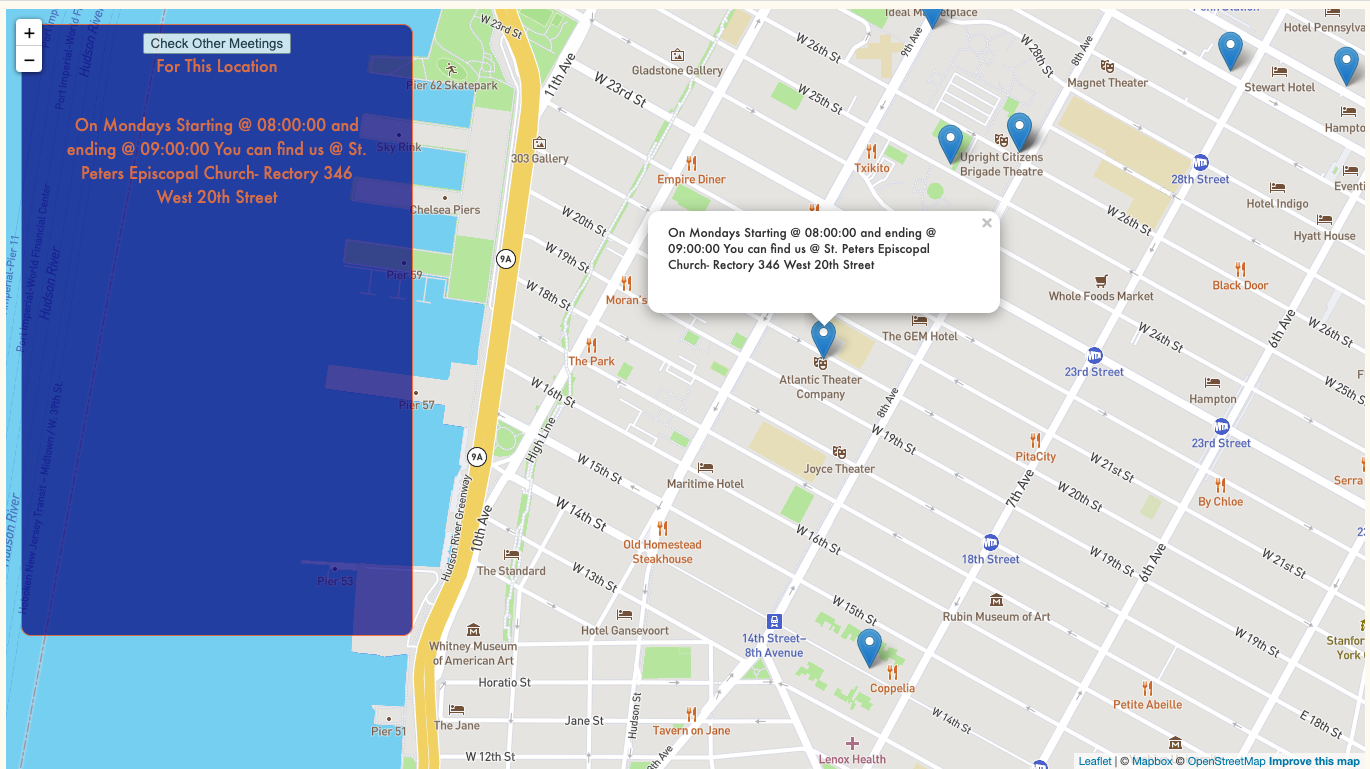 +
−
Check Other Meetings
For This Location
On Mondays Starting @ 08:00:00 and
ending @ 09:00:00 You can find us @ St.
Peters Episcopal Church- Rectory 346
West 20th Street
On Mondays Starting @ 08:00:00 and ending @
09:00:00 You can find us @ St. Peters Episcopal
Church- Rectory 346 West 20th Street
×
Ideal Marketplace
Penn Station
Hotel Pennsylva
W 23rd St
Hudson River
9th Ave
W 26th St
W 28th St
8th Ave
Gladstone Gallery
Magnet Theater
Stewart Hotel
Pier 62 Skatepark
11th Ave
W 23rd St
W 25th St
Hampto
Sky Rink
303 Gallery
Empire Diner
Txikito
Upright Citizens
Brigade Theatre
28th Street
Eventi
Hotel Indigo
Chelsea Piers
W 20th St
W 26th St
Hyatt House
Port Imperial-World Financial Center
Hudson River
W 19th St
9A
Pier 59
W 18th St
Moran's
Whole Foods Market
Black Door
6th Ave
W 26th St
The GEM Hotel
W 24th St
The Park
23rd Street
Atlantic Theater
Company
W 16th St
Pier 57
8th Ave
Hampton
W 25th S
High Line
W 19th St
23rd Street
9A
W 15th St
Joyce Theater
PitaCity
W 21st St
Maritime Hotel
7th Ave
W 20th St
By Chloe
Serra
Hoboken New Jersey Transit – Midtown / W 39th St
Hudson River
Hudson River Greenway
10th Ave
W 14th St
W 16th St
Old Homestead
Steakhouse
18th Street
W 19th St
6th Ave
W 21st St
The Standard
W 13th St
Pier 53
W 15th St
Rubin Museum of Art
Hotel Gansevoort
14th Street–
8th Avenue
W 19th St
Stanfor
York
Whitney Museum
of American Art
Horatio St
Coppelia
Petite Abeille
Hudson St
Jane St
W 14th St
E 18th St
The Jane
Pier 51
Tavern on Jane
W 12th St
Lenox Health
Leaflet | © Mapbox © OpenStreetMap Improve this map